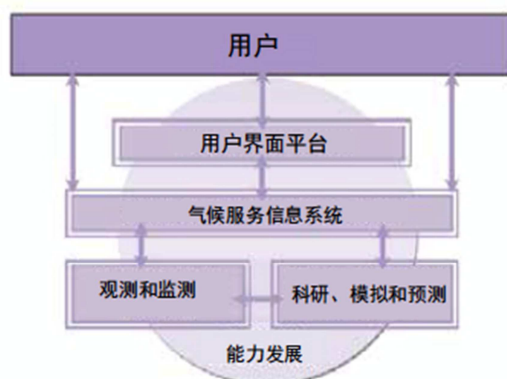 用户
用户界面平台
气候服务信息系统
观测和监测
科研、模拟和预测
能力发展